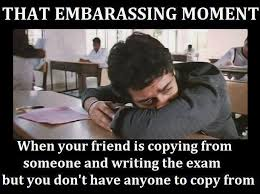 THAT EMBARASSING MOMENT
When your friend is copying from
someone and writing the exam
but you don't have anyone to copy from